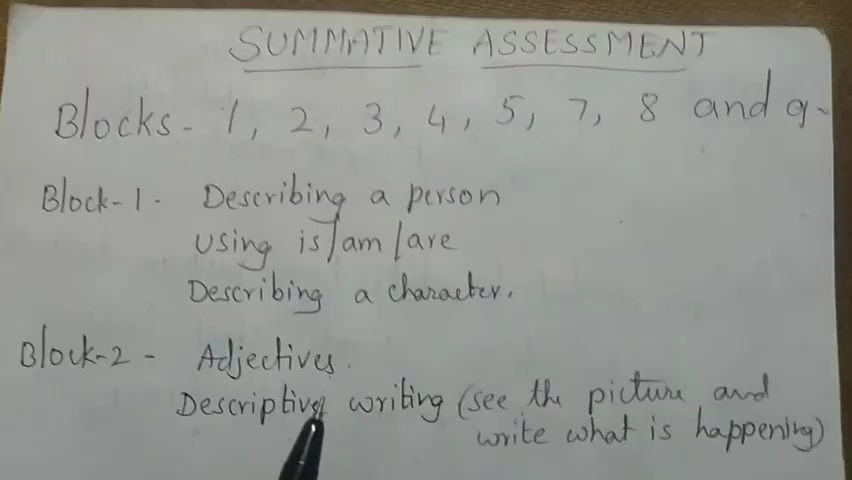 SUMMATIVE ASSESSMENT
Blocks - 1, 2, 3, 4, 5, 7, 8 and 9.
Block-1. Describing a person
Using is/am/are
Describing a character.
Block-2 - Adjectives.
Descriptive writing (see the picture and
write what is happening)